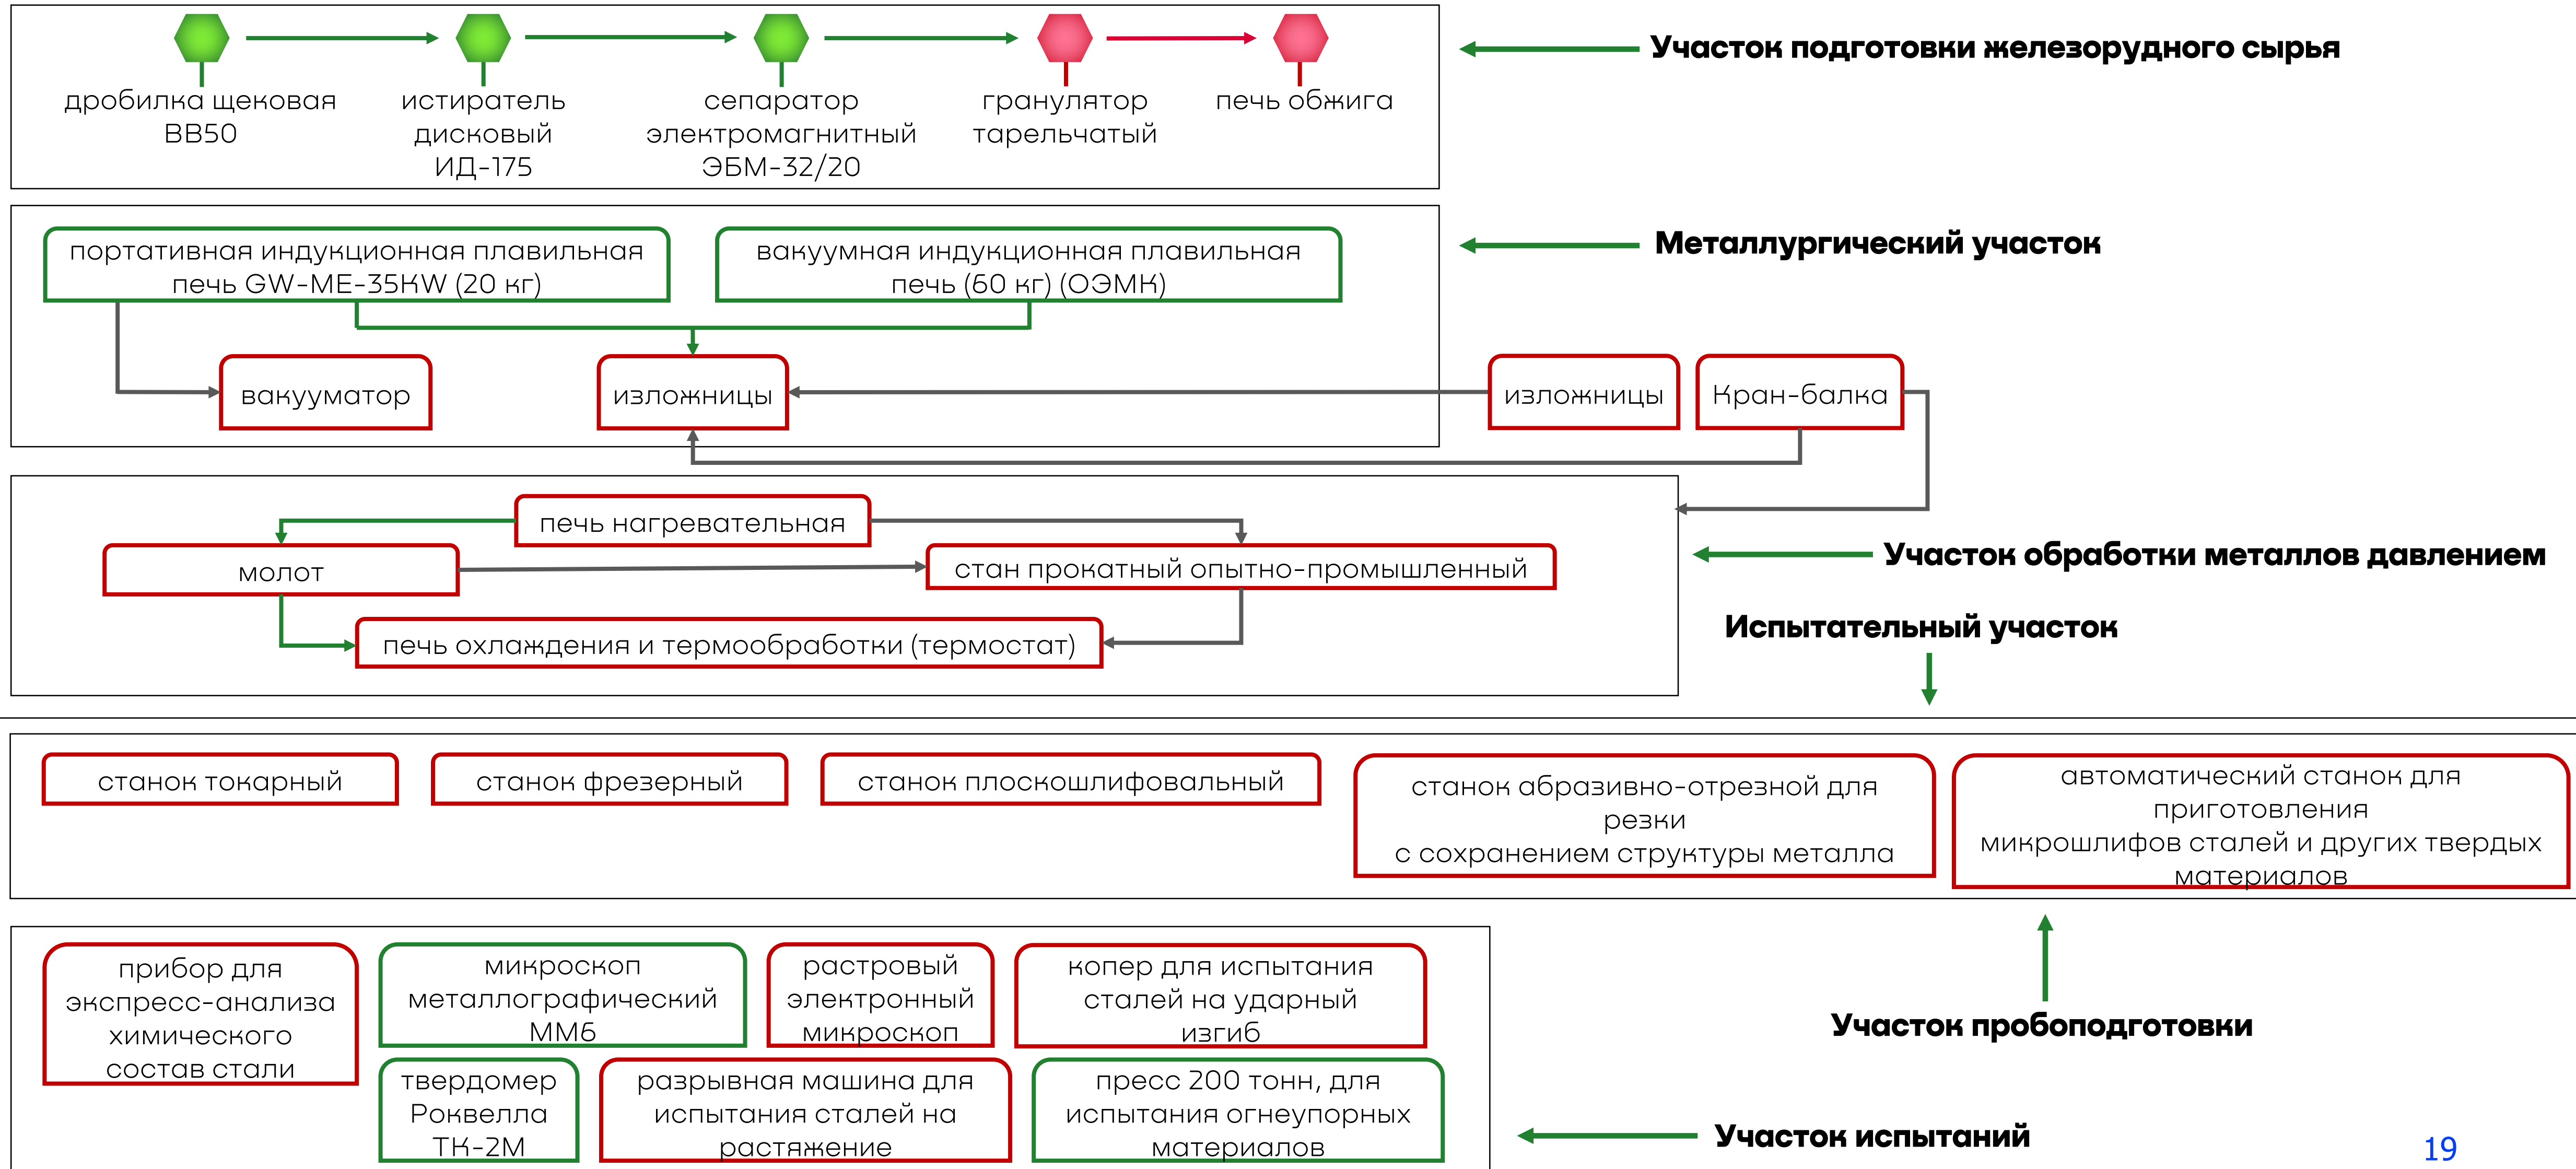 Участок подготовки железорудного сырья
дробилка щековая
BB50
истиратель
дисковый
ИД-175
сепаратор
электромагнитный
ЭБМ-32/20
гранулятор
тарельчатый
печь обжига
Металлургический участок
портативная индукционная плавильная
печь GW-ME-35KW (20 кг)
вакуумная индукционная плавильная
печь (60 кг) (ОЭМК)
вакууматор
изложницы
изложницы
Кран-балка
печь нагревательная
молот
стан прокатный опытно-промышленный
печь охлаждения и термообработки (термостат)
Участок обработки металлов давлением
Испытательный участок
станок токарный
станок фрезерный
станок плоскошлифовальный
станок абразивно-отрезной для
резки
с сохранением структуры металла
автоматический станок для
приготовления
микрошлифов сталей и других твердых
материалов
прибор для
экспресс-анализа
химического
состав стали
микроскоп
металлографический
ММ6
растровый
электронный
микроскоп
копер для испытания
сталей на ударный
изгиб
твердомер
Роквелла
ТК-2М
разрывная машина для
испытания сталей на
растяжение
пресс 200 тонн, для
испытания огнеупорных
материалов
Участок пробоподготовки
Участок испытаний
19